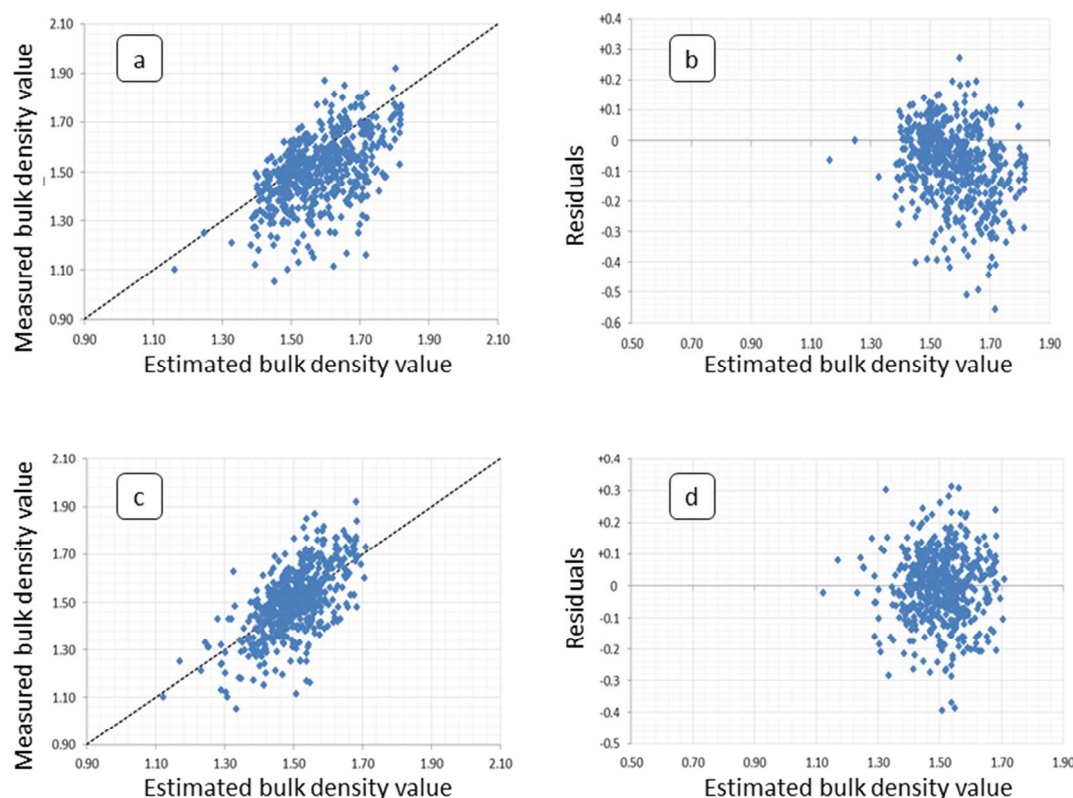 a
Measured bulk density value
2.10
1.90
1.70
1.50
1.30
1.10
0.90
0.90 1.10 1.30 1.50 1.70 1.90 2.10
Estimated bulk density value
b
Residuals
+0.4
+0.3
+0.2
+0.1
0
-0.1
-0.2
-0.3
-0.4
-0.5
-0.6
0.50 0.70 0.90 1.10 1.30 1.50 1.70 1.90
Estimated bulk density value
c
Measured bulk density value
2.10
1.90
1.70
1.50
1.30
1.10
0.90
0.90 1.10 1.30 1.50 1.70 1.90 2.10
Estimated bulk density value
d
Residuals
+0.4
+0.3
+0.2
+0.1
0
-0.1
-0.2
-0.3
-0.4
-0.5
0.50 0.70 0.90 1.10 1.30 1.50 1.70 1.90
Estimated bulk density value